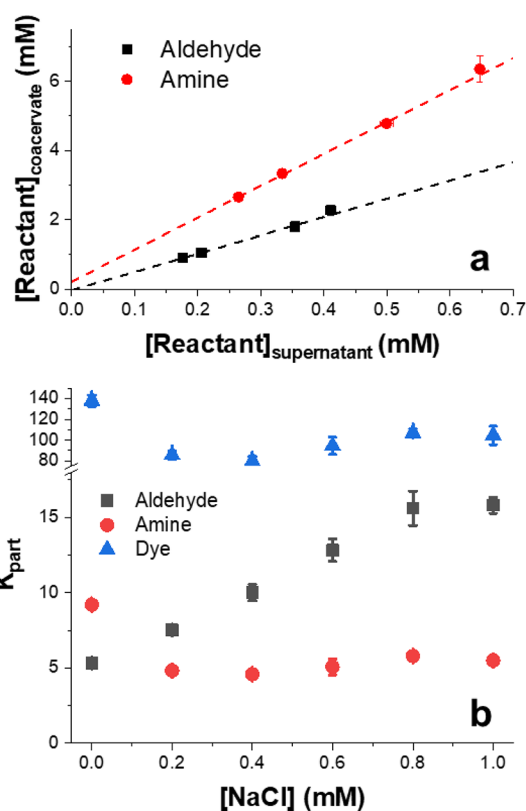 [Reactant]coacervate (mM)
6
4
2
0
Aldehyde
Amine
a
0.0 0.1 0.2 0.3 0.4 0.5 0.6 0.7
[Reactant]supernatant (mM)
140
120
100
80
15
10
5
0
Kpart
Aldehyde
Amine
Dye
b
0.0 0.2 0.4 0.6 0.8 1.0
[NaCl] (mM)